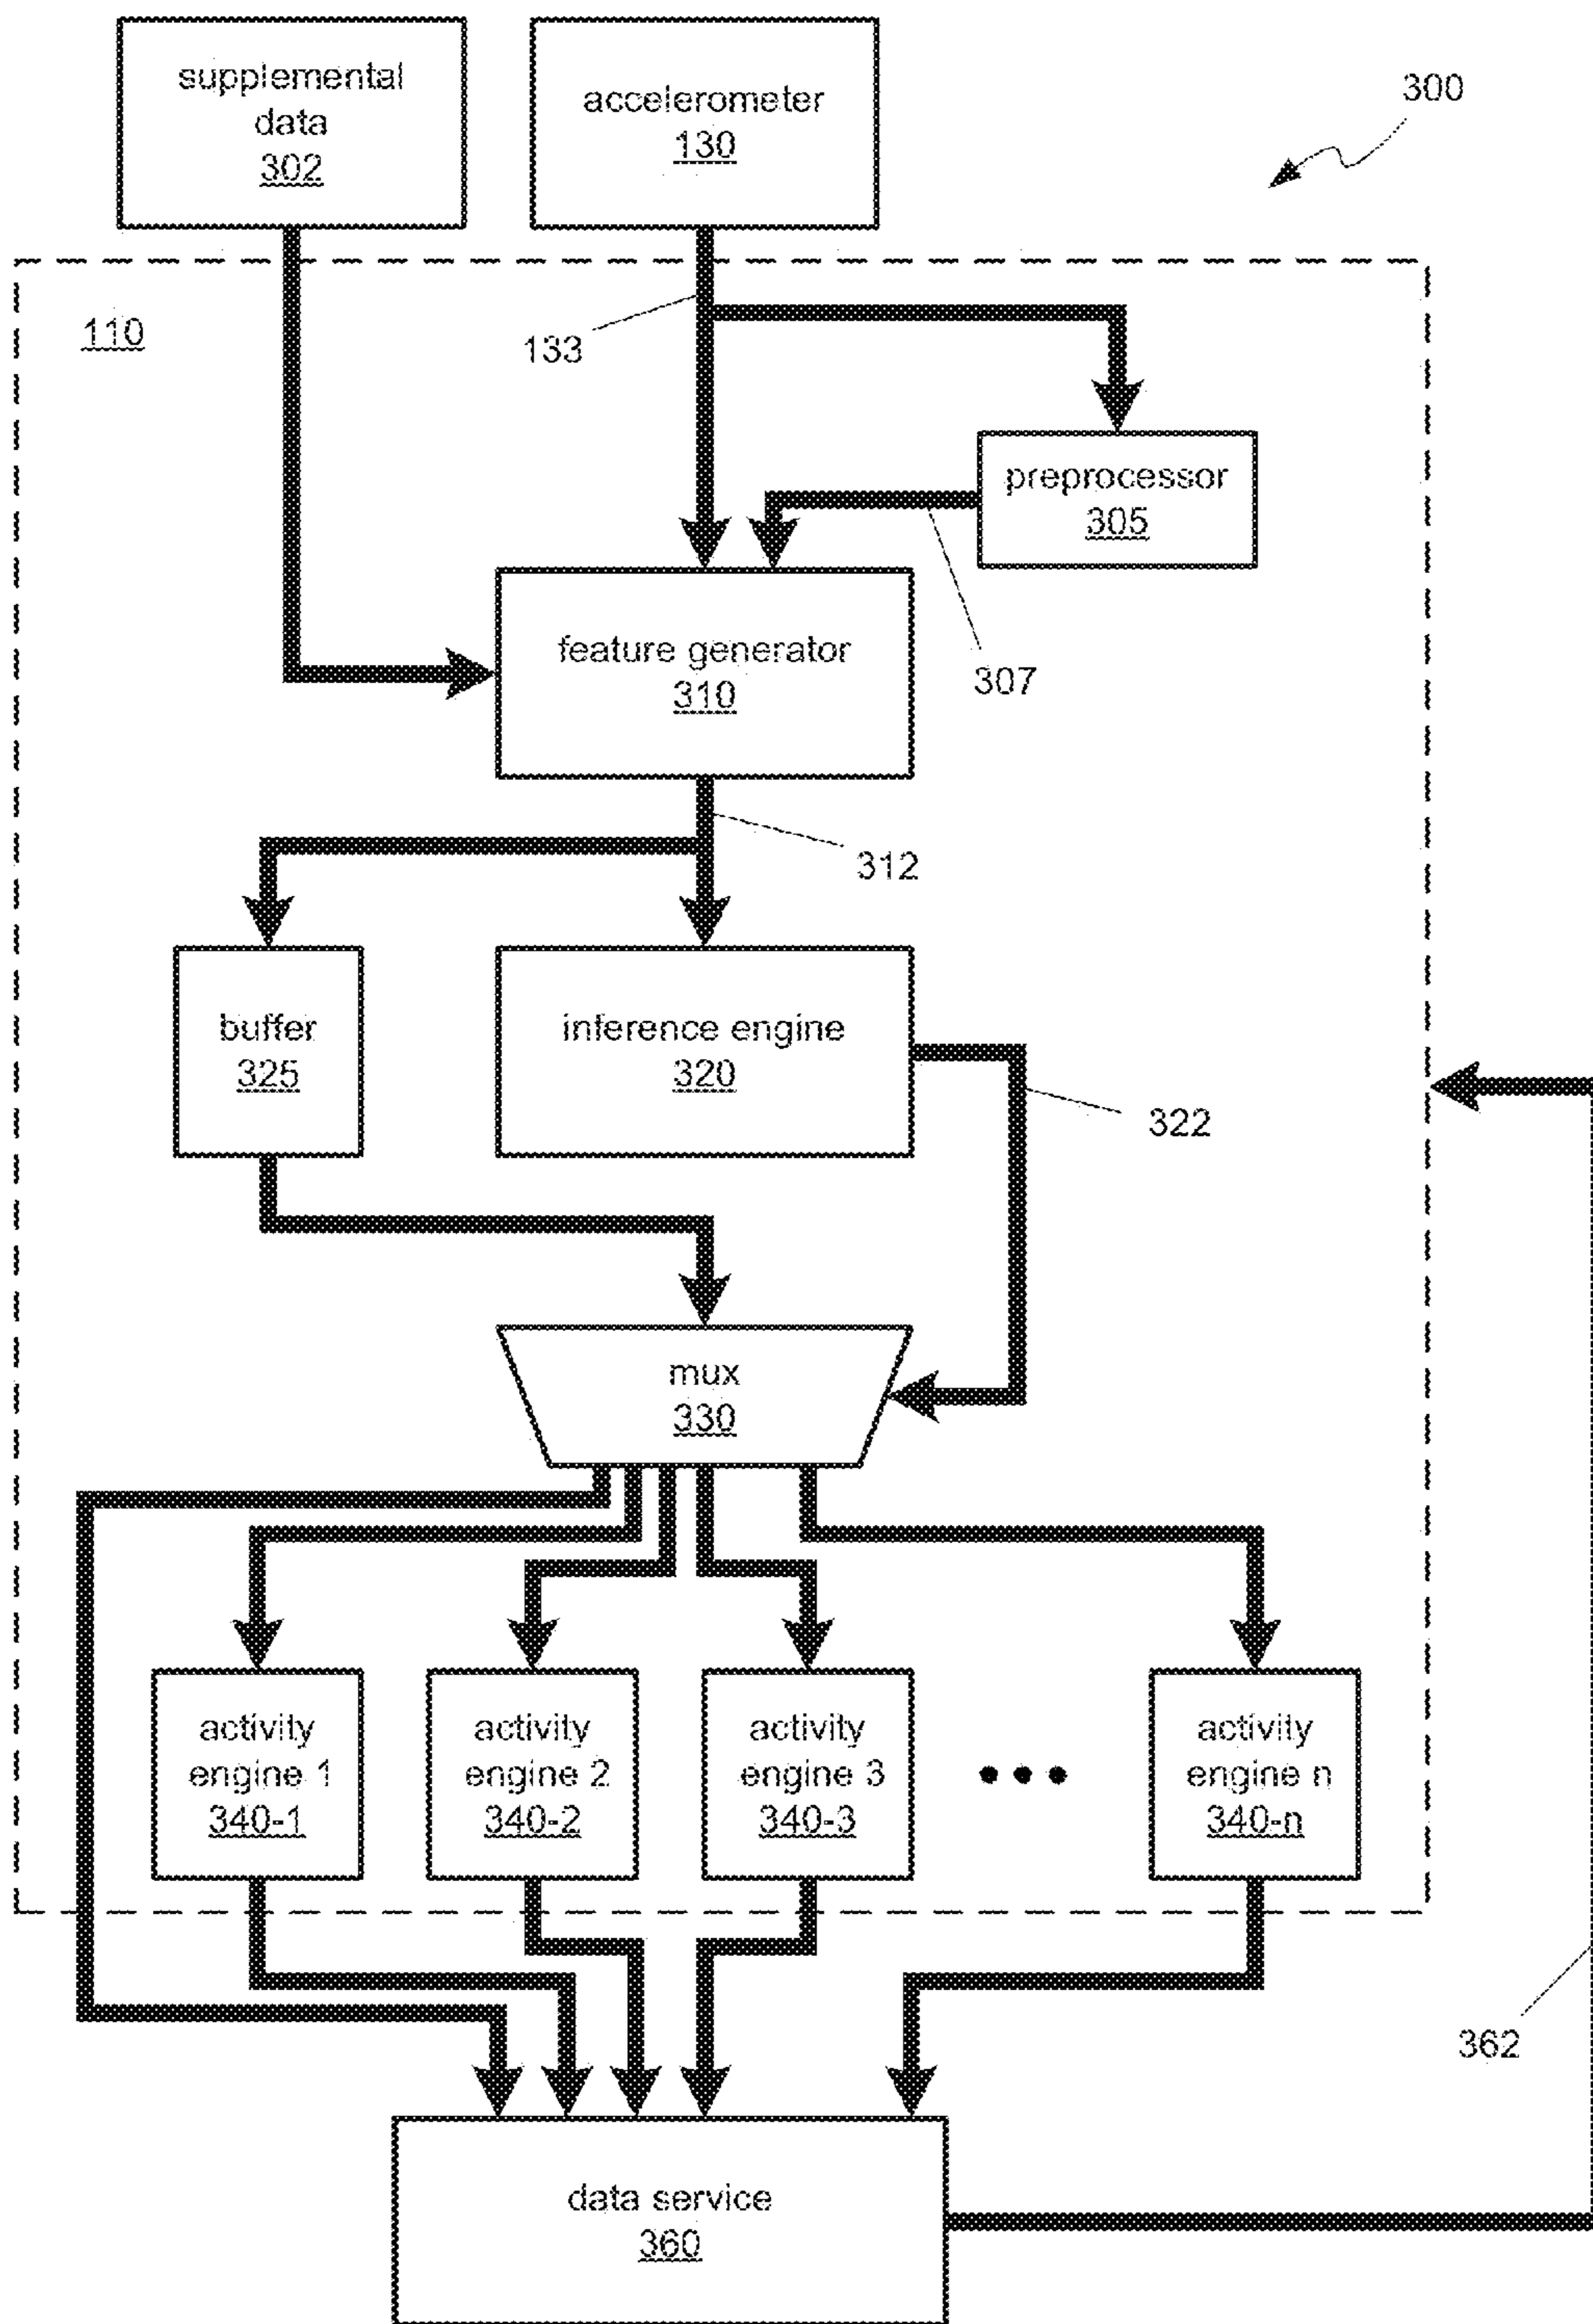 supplemental
data
302
accelerometer
130
300
110
133
preprocessor
305
feature generator
310
307
312
buffer
325
inference engine
320
322
mux
330
activity
engine 1
340-1
activity
engine 2
340-2
activity
engine 3
340-3
activity
engine n
340-n
362
data service
360